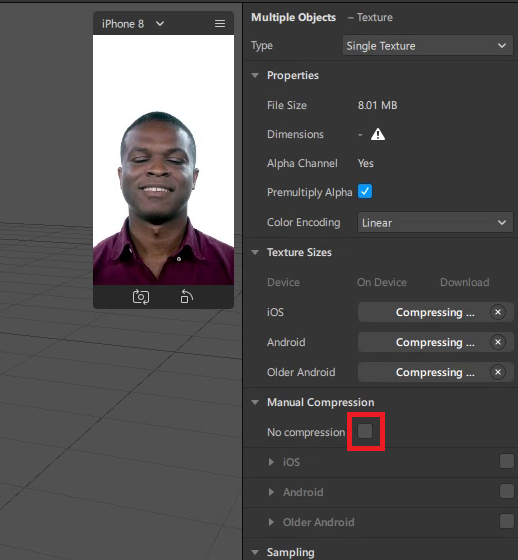 iPhone 8
Multiple Objects – Texture
Type Single Texture
Properties
File Size 8.01 MB
Dimensions -
Alpha Channel Yes
Premultiply Alpha
Color Encoding Linear
Texture Sizes
Device On Device Download
iOS Compressing ...
Android Compressing ...
Older Android Compressing ...
Manual Compression
No compression
iOS
Android
Older Android
Sampling